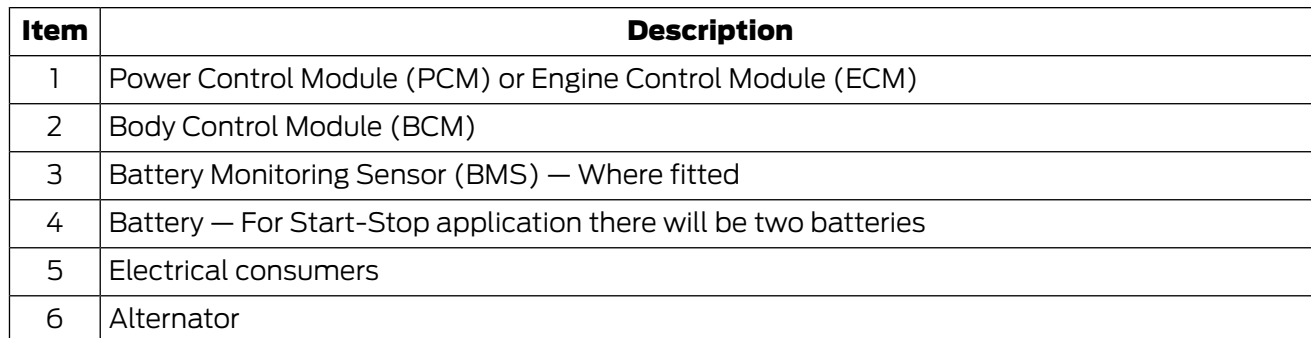 Item Description
1 Power Control Module (PCM) or Engine Control Module (ECM)
2 Body Control Module (BCM)
3 Battery Monitoring Sensor (BMS) — Where fitted
4 Battery — For Start-Stop application there will be two batteries
5 Electrical consumers
6 Alternator